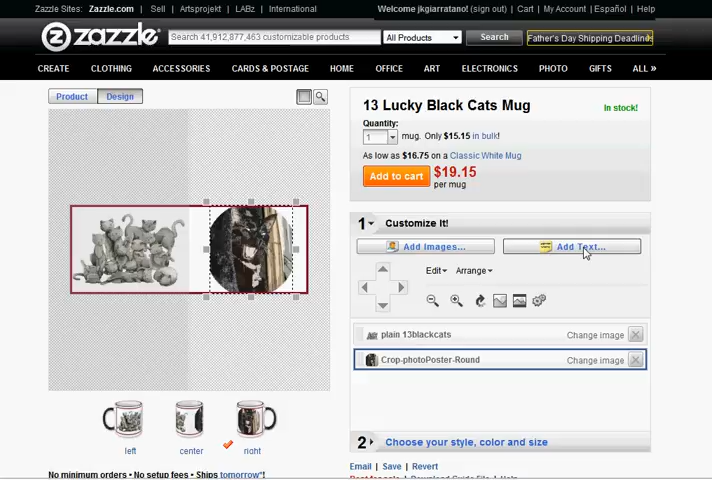 Zazzle Sites: Zazzle.com | Sell | Artsprojekt | LABz | International
Welcome jkgiarratano! (sign out) | Cart | My Account | Español | Help
zazzle
Search 41,912,877,463 customizable products
All Products
Search
Father's Day Shipping Deadlines
CREATE CLOTHING ACCESSORIES CARDS & POSTAGE HOME OFFICE ART ELECTRONICS PHOTO GIFTS ALL »
Product Design
13 Lucky Black Cats Mug
In stock!
Quantity:
1 mug. Only $15.15 in bulk!
As low as $16.75 on a Classic White Mug
Add to cart $19.15
per mug
1 Customize It!
Add Images... Add Text...
Edit Arrange
plain 13blackcats Change image
Crop-photoPoster-Round Change image
left center right
2 Choose your style, color and size
Email | Save | Revert
No minimum orders • No setup fees • Ships tomorrow*!
Download Guide File | Help